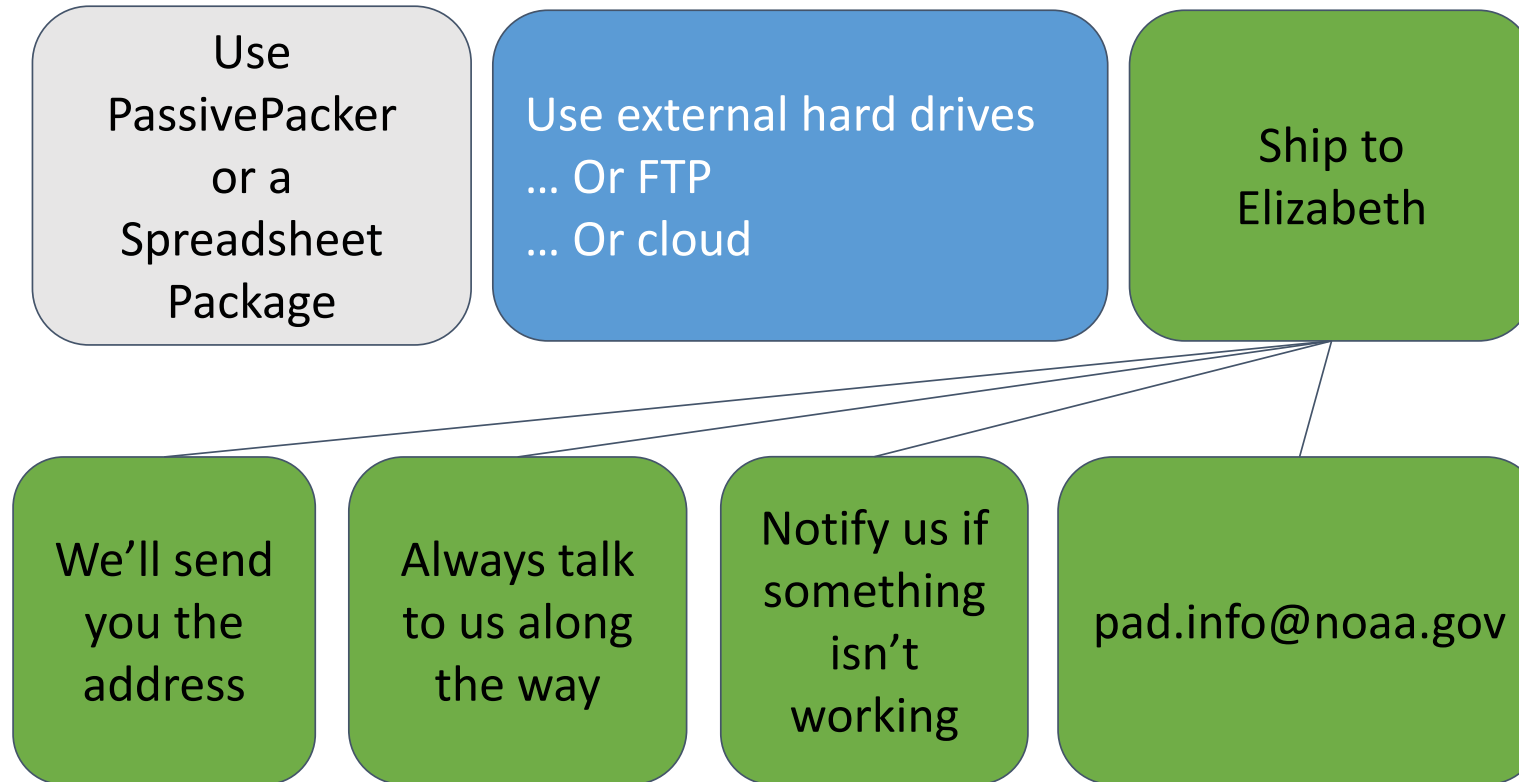 Use
PassivePacker
or a
Spreadsheet
Package
Use external hard drives
... Or FTP
... Or cloud
Ship to
Elizabeth
We’ll send
you the
address
Always talk
to us along
the way
Notify us if
something
isn’t
working
pad.info@noaa.gov